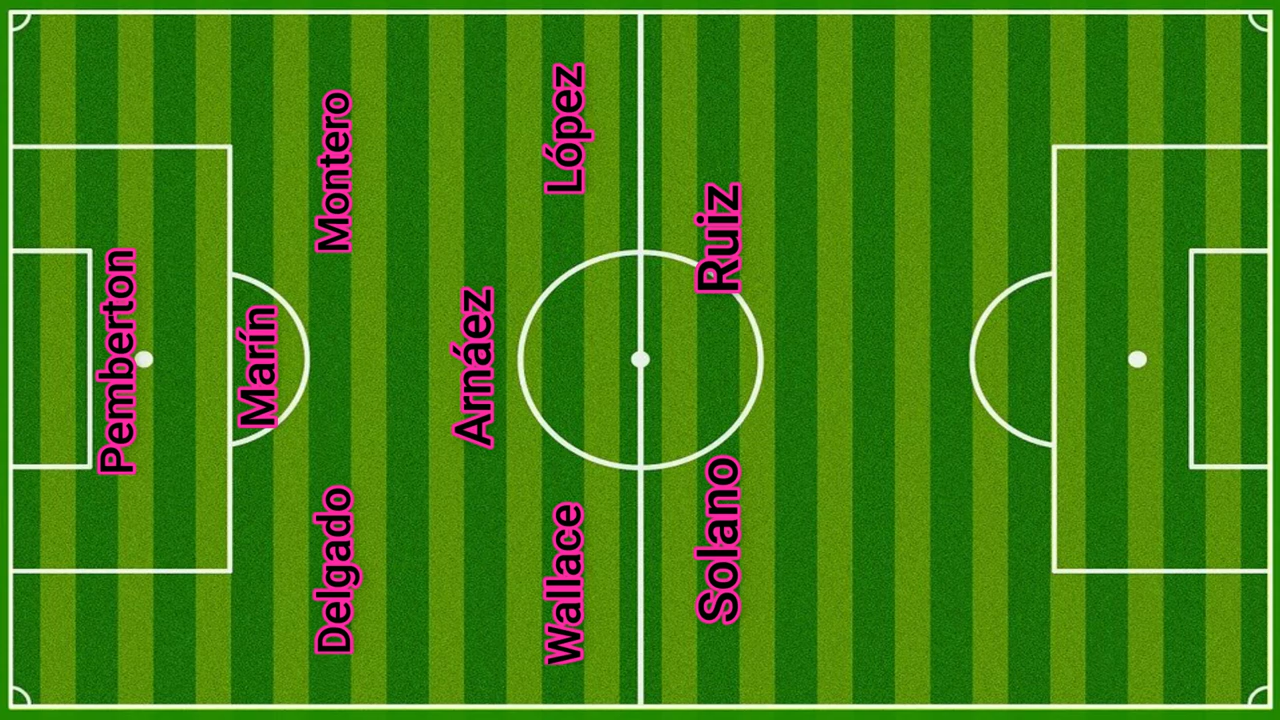 Pemberton
Marín
Montero
Delgado
Arnáez
López
Wallace
Ruiz
Solano